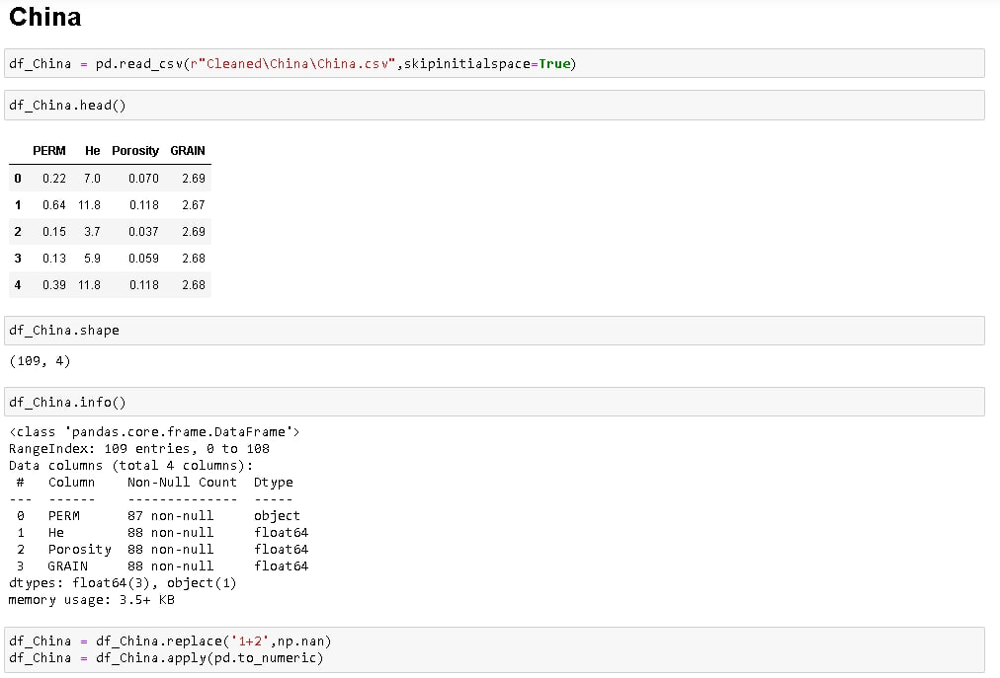 China
df_China = pd.read_csv(r"Cleaned\China\China.csv",skipinitialspace=True)
df_China.head()
PERM He Porosity GRAIN
0 0.22 7.0 0.070 2.69
1 0.64 11.8 0.118 2.67
2 0.15 3.7 0.037 2.69
3 0.13 5.9 0.059 2.68
4 0.39 11.8 0.118 2.68
df_China.shape
(109, 4)
df_China.info()
<class 'pandas.core.frame.DataFrame'>
RangeIndex: 109 entries, 0 to 108
Data columns (total 4 columns):
# Column Non-Null Count Dtype
--- ------ -------------- -----
0 PERM 87 non-null object
1 He 88 non-null float64
2 Porosity 88 non-null float64
3 GRAIN 88 non-null float64
dtypes: float64(3), object(1)
memory usage: 3.5+ KB
df_China = df_China.replace('1+2',np.nan)
df_China = df_China.apply(pd.to_numeric)